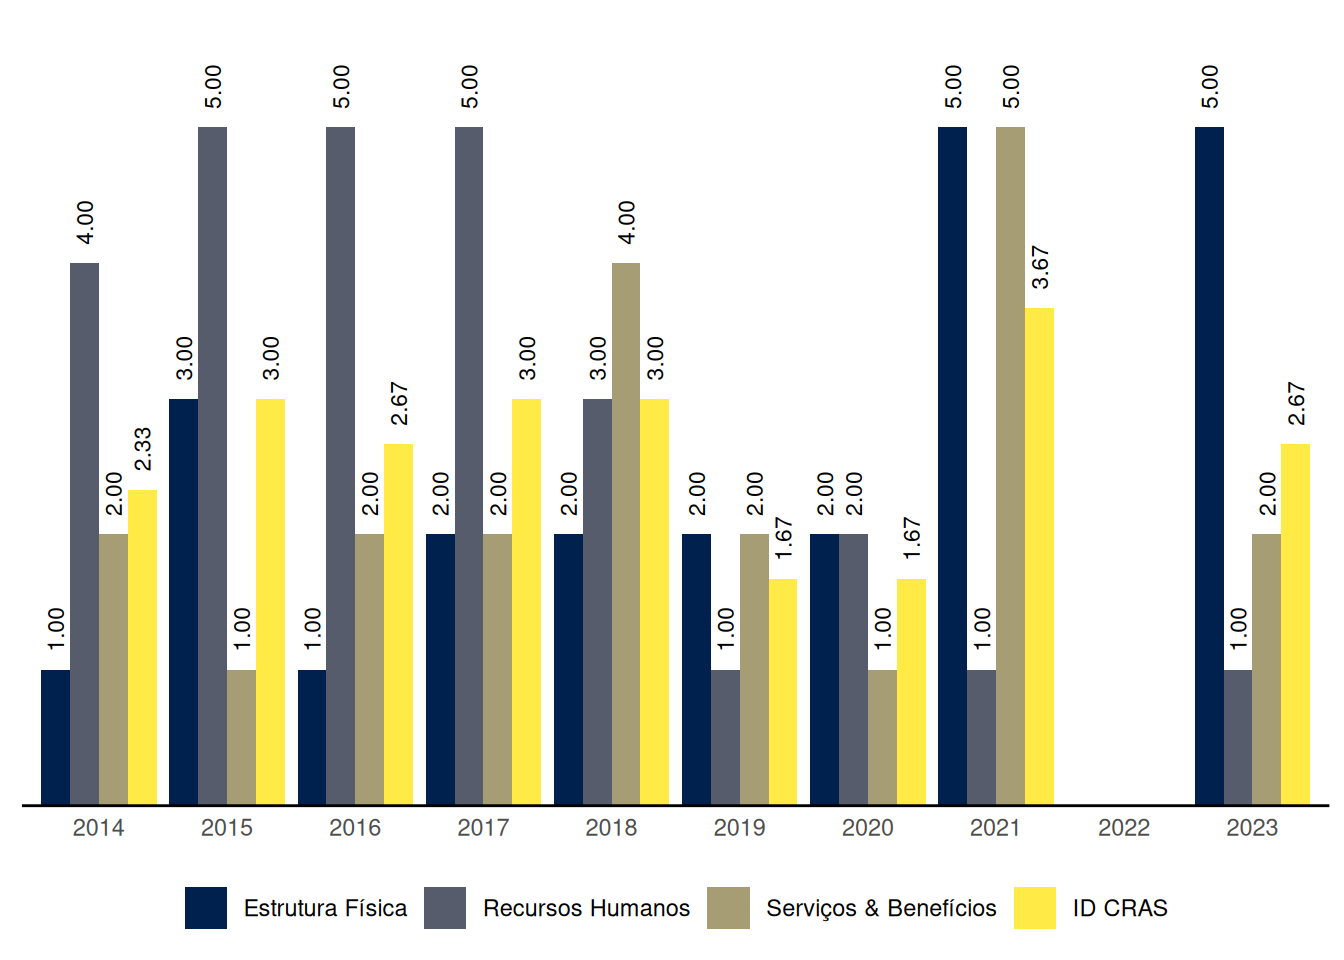 5.00 5.00 5.00 5.00 5.00 5.00
4.00 4.00
3.67
3.00 3.00 3.00 3.00 3.00
2.67 2.67
2.33
2.00 2.00 2.00 2.00 2.00 2.00 2.00 2.00 2.00 2.00
1.67 1.67
1.00 1.00 1.00 1.00 1.00 1.00 1.00
2014 2015 2016 2017 2018 2019 2020 2021 2022 2023
Estrutura Física Recursos Humanos Serviços & Benefícios ID CRAS